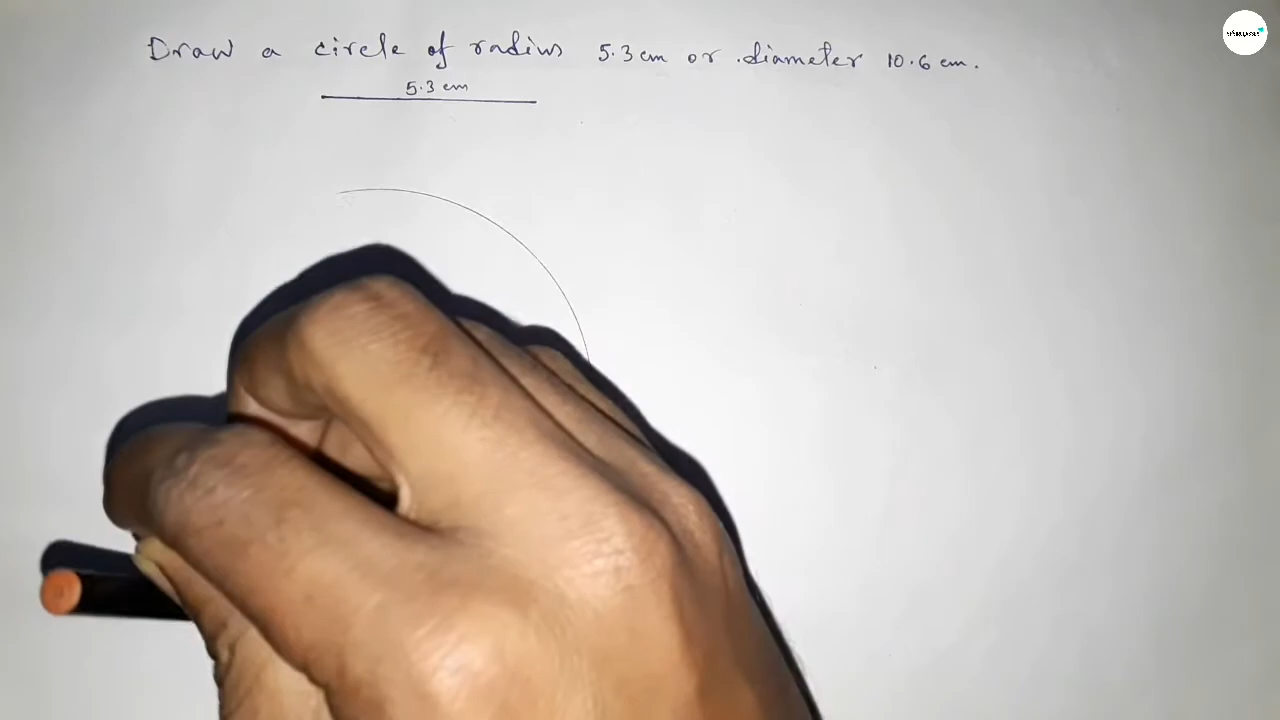 Draw a circle of radius 5.3 cm or diameter 10.6 cm.
5.3 cm